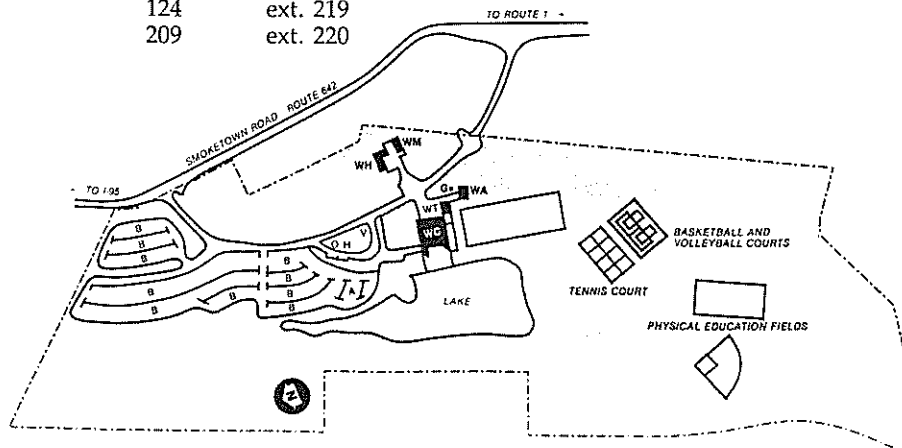 124 ext. 219
209 ext. 220
TO ROUTE 1
SMOKETOWN ROAD ROUTE 642
TO I-95
WM
WH
Gs
WA
WT
WC
V
O H
B
B
B
B
B
B
B
B
B
B
A
LAKE
BASKETBALL AND
VOLLEYBALL COURTS
TENNIS COURT
PHYSICAL EDUCATION FIELDS
N